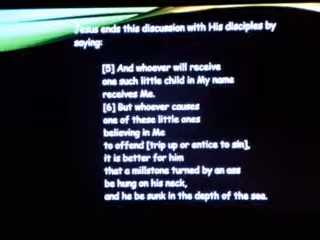 Jesus ends this discussion with His disciples by
saying:
[5] And whoever will receive
one such little child in My name
receives Me.
[6] But whoever causes
one of these little ones
believing in Me
to offend [trip up or entice to sin],
it is better for him
that a millstone turned by an ass
be hung on his neck,
and he be sunk in the depth of the sea.